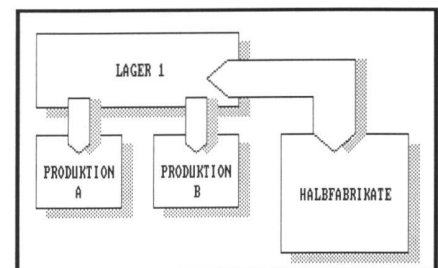 LAGER 1
PRODUKTION
A
PRODUKTION
B
HALBFABRIKATE